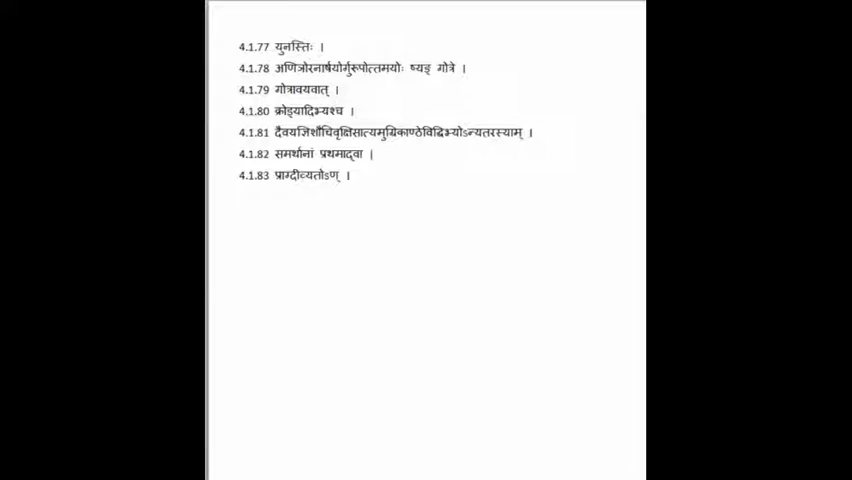 4.1.77 यूनस्तिः ।
4.1.78 अणिञोरनार्षयोर्गुरूपोत्तमयोः ष्यङ् गोत्रे ।
4.1.79 गोत्रावयवात् ।
4.1.80 क्रोड्यादिभ्यश्च ।
4.1.81 दैवयज्ञिशौचिवृक्षिसात्यमुग्रिकाण्ठेविद्धिभ्योऽन्यतरस्याम् ।
4.1.82 समर्थानां प्रथमाद्वा ।
4.1.83 प्राग्दीव्यतोऽण् ।